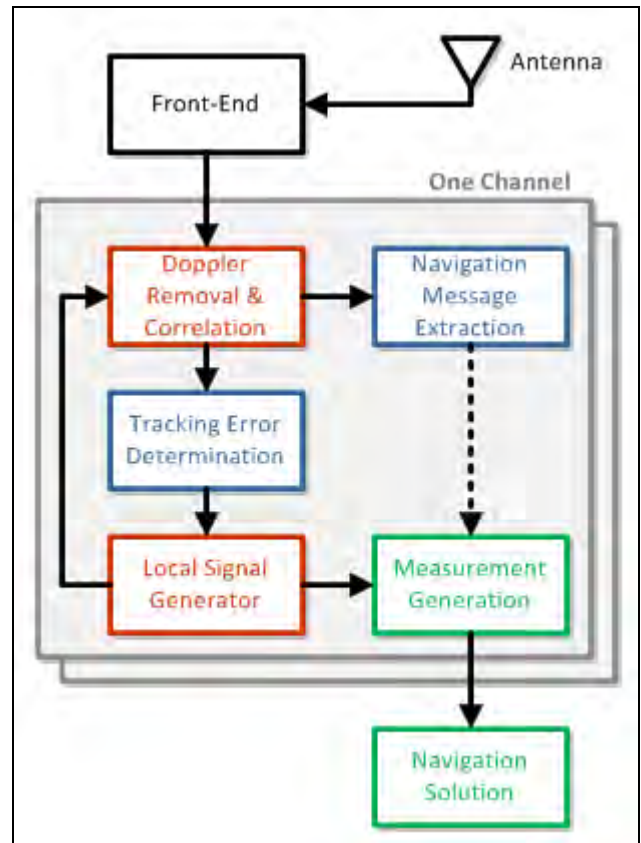 Antenna
Front-End
One Channel
Doppler
Removal &
Correlation
Navigation
Message
Extraction
Tracking Error
Determination
Local Signal
Generator
Measurement
Generation
Navigation
Solution